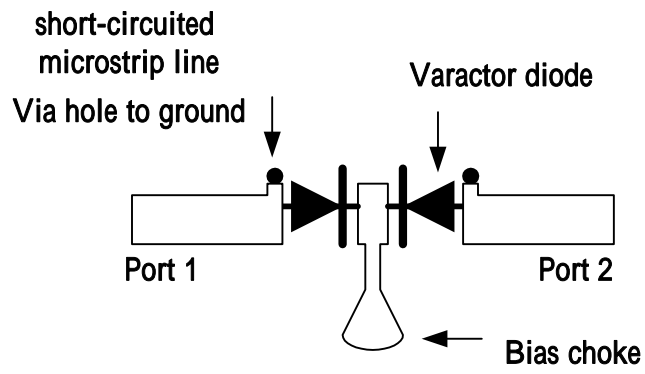 short-circuited
microstrip line
Via hole to ground
Varactor diode
Port 1
Port 2
Bias choke